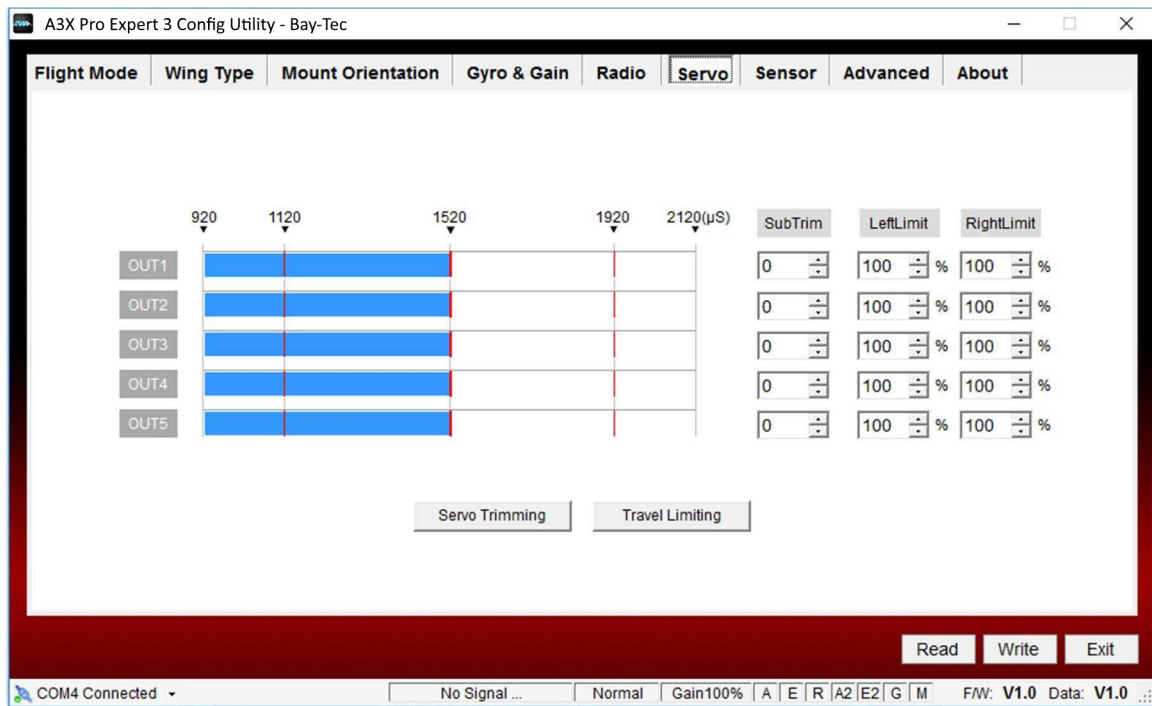 A3X Pro Expert 3 Config Utility - Bay-Tec
Flight Mode Wing Type Mount Orientation Gyro & Gain Radio Servo Sensor Advanced About
920 1120 1520 1920 2120(µS) SubTrim LeftLimit RightLimit
OUT1 0 100 % 100 %
OUT2 0 100 % 100 %
OUT3 0 100 % 100 %
OUT4 0 100 % 100 %
OUT5 0 100 % 100 %
Servo Trimming Travel Limiting
Read Write Exit
COM4 Connected No Signal ... Normal Gain100% A E R A2 E2 G M F/W: V1.0 Data: V1.0